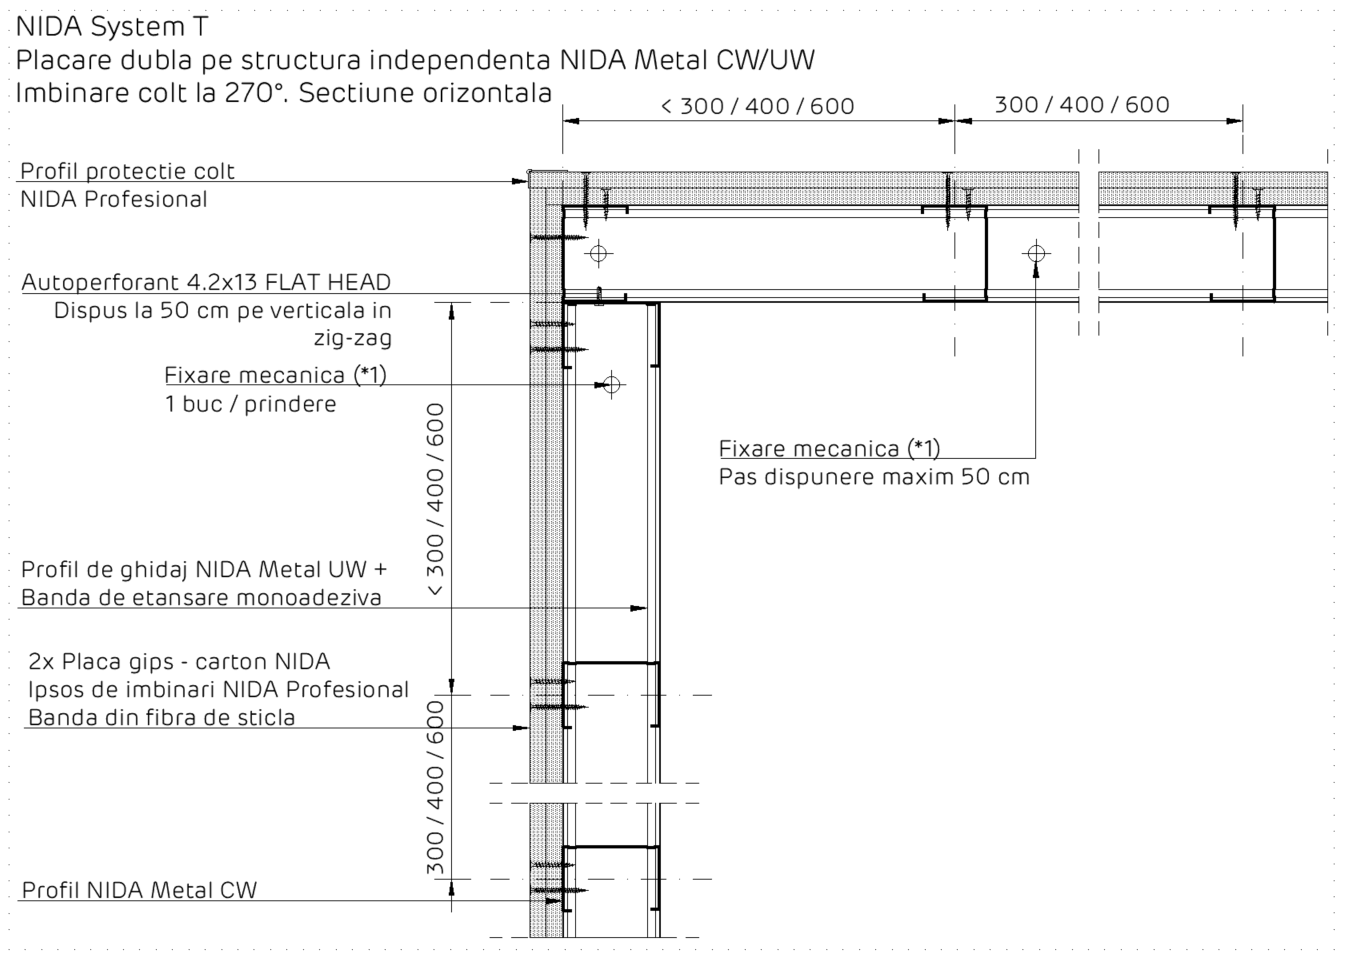 NIDA System T
Placare dubla pe structura independenta NIDA Metal CW/UW
Imbinare colt la 270°. Sectiune orizontala
< 300 / 400 / 600
300 / 400 / 600
Profil protectie colt
NIDA Profesional
Autoperforant 4.2x13 FLAT HEAD
Dispus la 50 cm pe verticala in
zig-zag
Fixare mecanica (*1)
1 buc / prindere
< 300 / 400 / 600
Fixare mecanica (*1)
Pas dispunere maxim 50 cm
Profil de ghidaj NIDA Metal UW +
Banda de etansare monoadeziva
2x Placa gips - carton NIDA
Ipsos de imbinari NIDA Profesional
Banda din fibra de sticla
300 / 400 / 600
Profil NIDA Metal CW